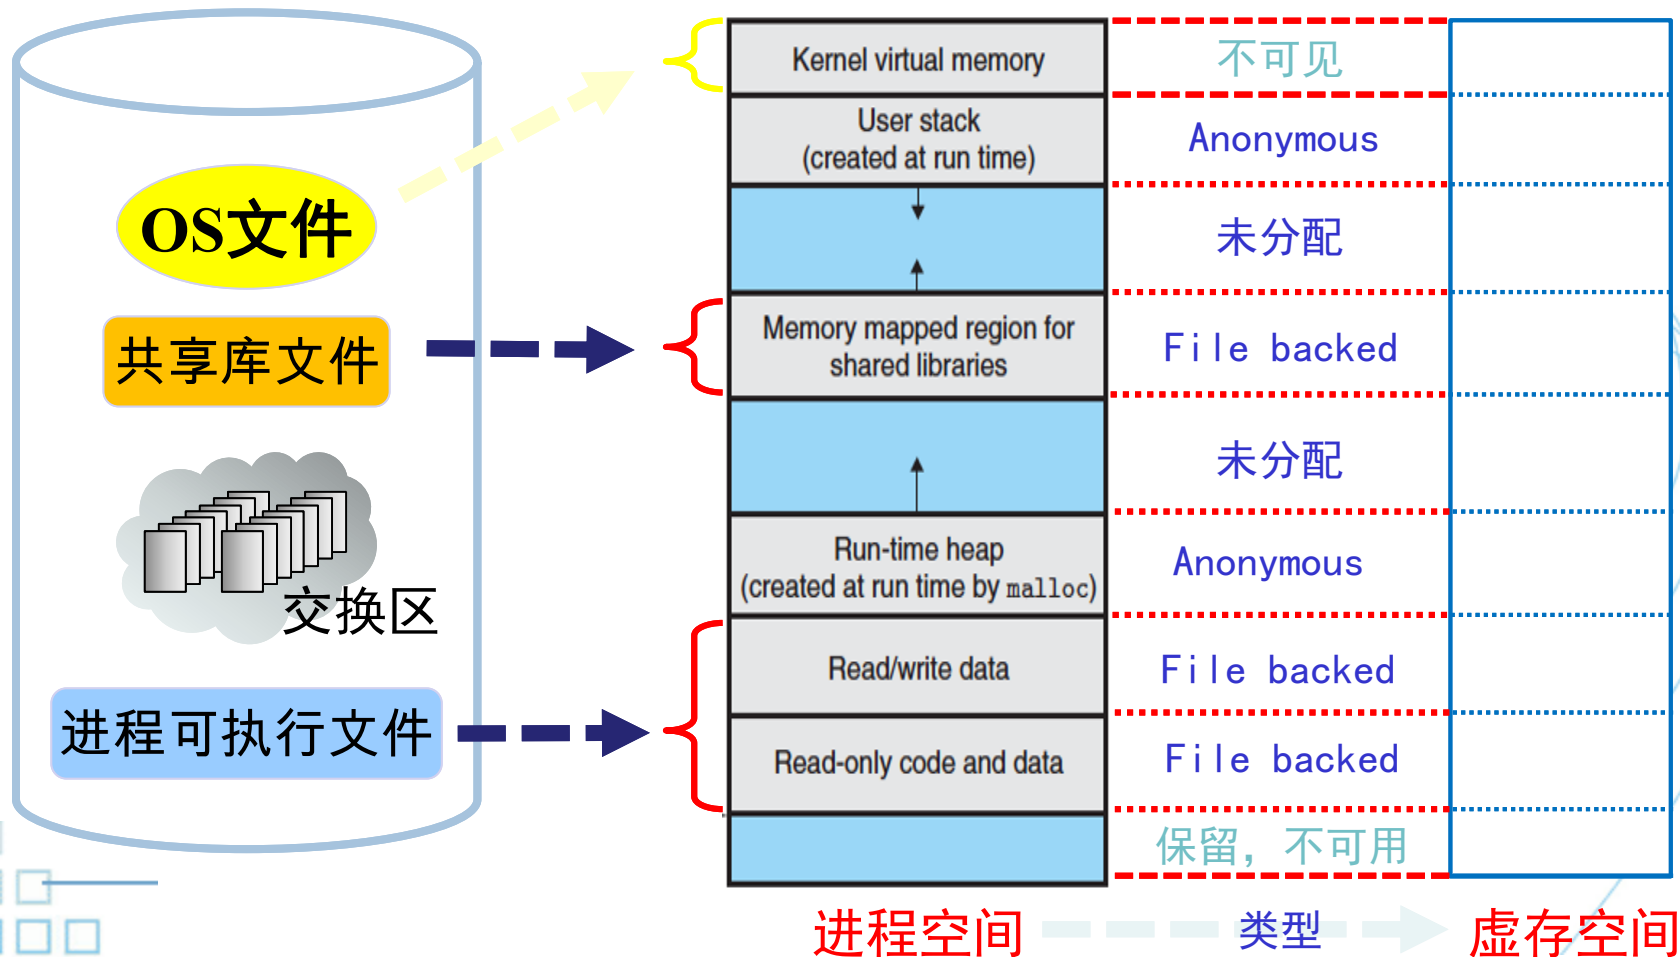 OS文件
共享库文件
交换区
进程可执行文件
Kernel virtual memory
User stack
(created at run time)
Memory mapped region for
shared libraries
Run-time heap
(created at run time by malloc)
Read/write data
Read-only code and data
不可见
Anonymous
未分配
File backed
未分配
Anonymous
File backed
File backed
保留，不可用
进程空间
类型
虚存空间